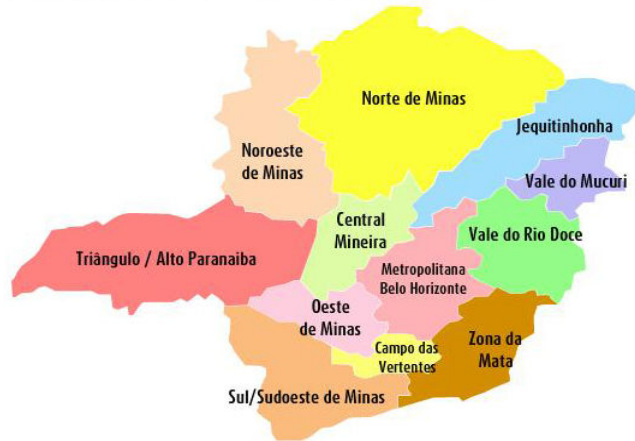 Norte de Minas
Jequitinhonha
Noroeste
de Minas
Vale do Mucuri
Central
Mineira
Vale do Rio Doce
Triângulo / Alto Paranaiba
Metropolitana
Belo Horizonte
Oeste
de Minas
Zona da
Mata
Campo das
Vertentes
Sul/Sudoeste de Minas